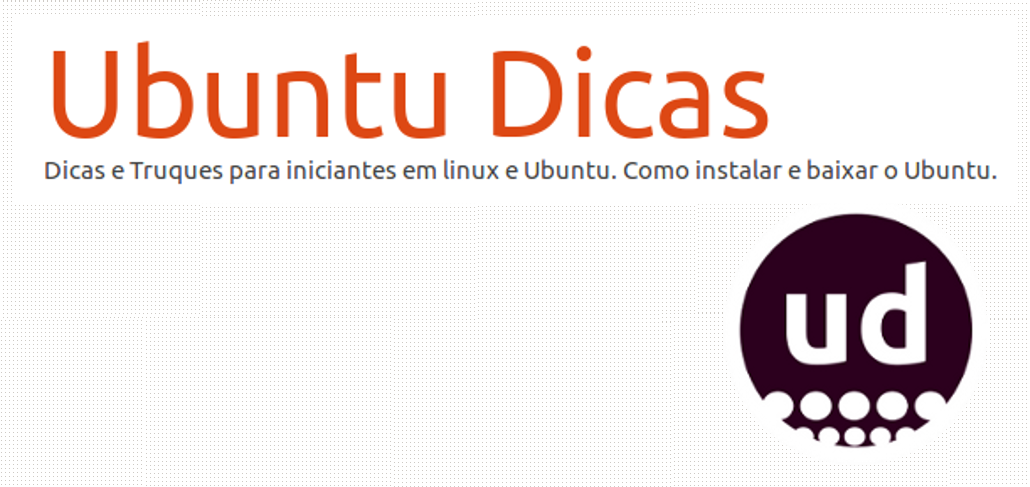 Ubuntu Dicas
Dicas e Truques para iniciantes em linux e Ubuntu. Como instalar e baixar o Ubuntu.
ud